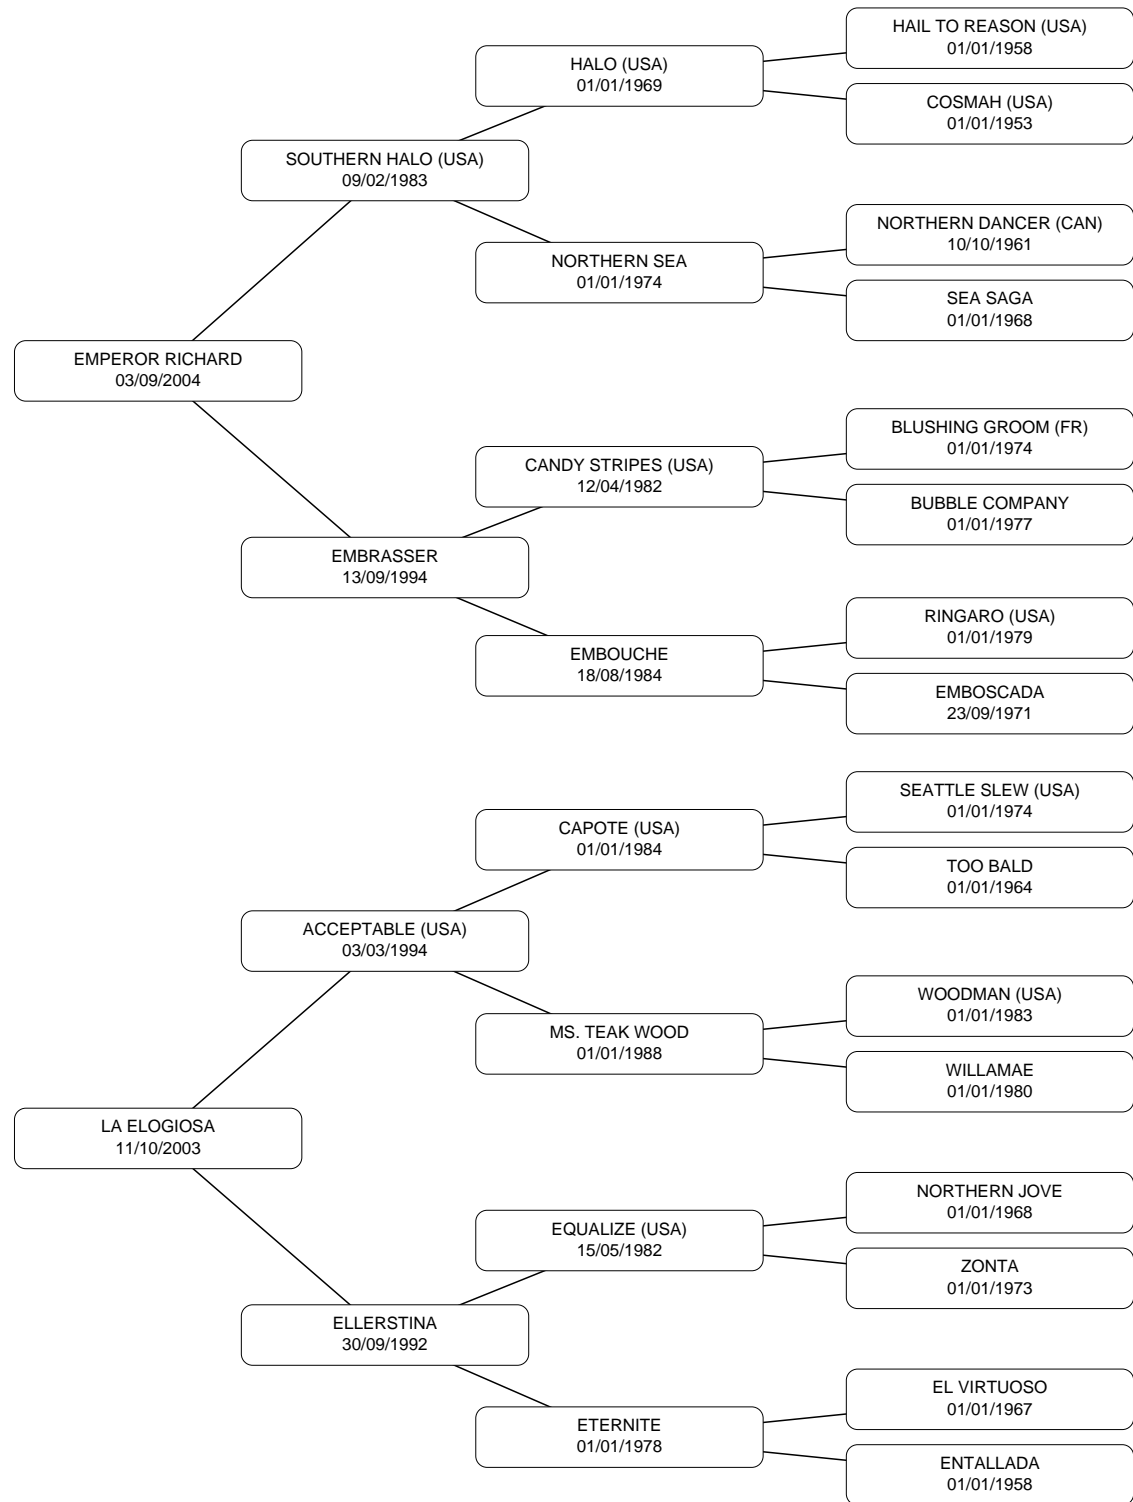 HAIL TO REASON (USA)
01/01/1958
HALO (USA)
01/01/1969
COSMAH (USA)
01/01/1953
SOUTHERN HALO (USA)
09/02/1983
NORTHERN DANCER (CAN)
10/10/1961
NORTHERN SEA
01/01/1974
SEA SAGA
01/01/1968
EMPEROR RICHARD
03/09/2004
BLUSHING GROOM (FR)
01/01/1974
CANDY STRIPES (USA)
12/04/1982
BUBBLE COMPANY
01/01/1977
EMBRASSER
13/09/1994
RINGARO (USA)
01/01/1979
EMBOUCHE
18/08/1984
EMBOSCADA
23/09/1971
SEATTLE SLEW (USA)
01/01/1974
CAPOTE (USA)
01/01/1984
TOO BALD
01/01/1964
ACCEPTABLE (USA)
03/03/1994
WOODMAN (USA)
01/01/1983
MS. TEAK WOOD
01/01/1988
WILLAMAE
01/01/1980
LA ELOGIOSA
11/10/2003
NORTHERN JOVE
01/01/1968
EQUALIZE (USA)
15/05/1982
ZONTA
01/01/1973
ELLERSTINA
30/09/1992
EL VIRTUOSO
01/01/1967
ETERNITE
01/01/1978
ENTALLADA
01/01/1958